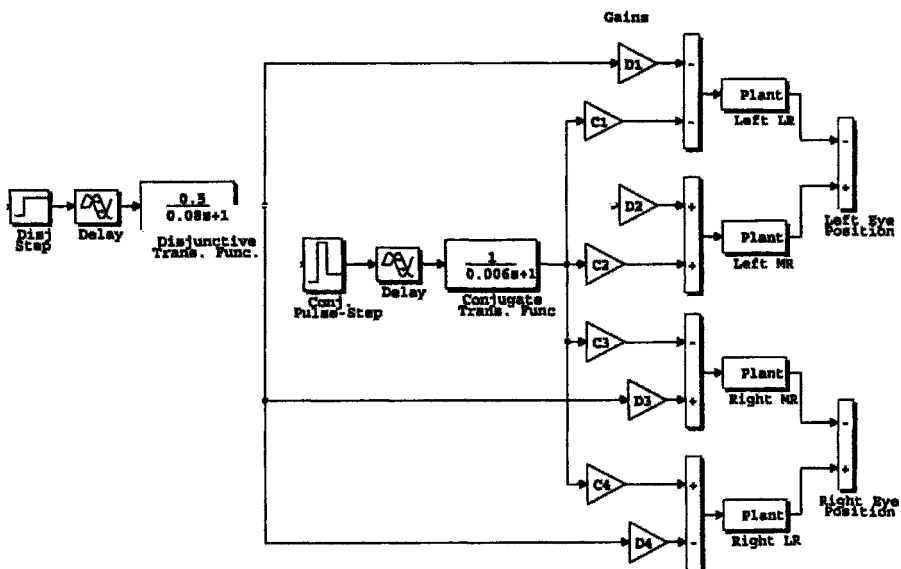 Gains
D1
-
-
Plant
Left LR
C1
-
+
Left Eye
Position
0.5
0.08s+1
Disj
Step
Delay
Disjunctive
Trans. Func.
D2
+
+
Plant
Left MR
C2
1
0.006s+1
Conj.
Pulse-Step
Delay
Conjugate
Trans. Func
C3
-
+
Plant
Right MR
D3
-
+
Right Eye
Position
C4
+
-
Plant
Right LR
D4